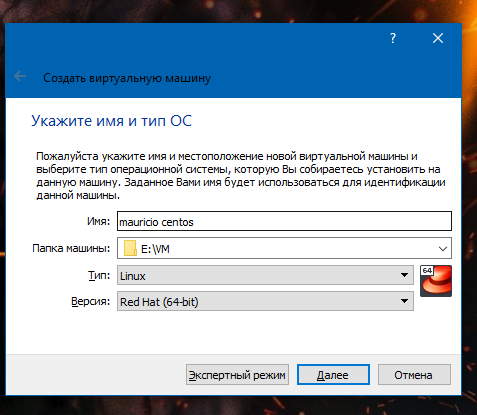 ?
Создать виртуальную машину
Укажите имя и тип ОС
Пожалуйста укажите имя и местоположение новой виртуальной машины и
выберите тип операционной системы, которую Вы собираетесь установить на
данную машину. Заданное Вами имя будет использоваться для идентификации
данной машины.
Имя: mauricio centos
Папка машины: E:\VM
Тип: Linux
64
Версия: Red Hat (64-bit)
Экспертный режим Далее Отмена